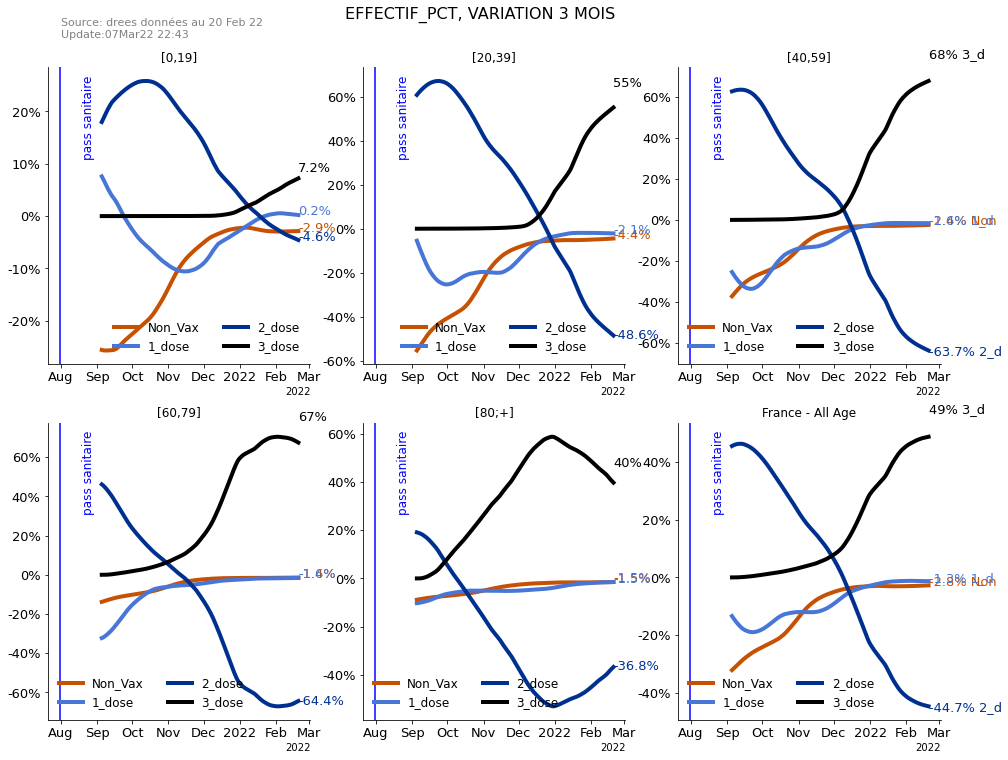 EFFECTIF_PCT, VARIATION 3 MOIS
Source: drees données au 20 Feb 22
Update:07Mar22 22:43
[0,19]
20%
10%
0%
-10%
-20%
pass sanitaire
7.2%
0.2%
-2.9%
-4.6%
Non_Vax
1_dose
2_dose
3_dose
Aug Sep Oct Nov Dec 2022 Feb Mar
2022
[20,39]
60%
40%
20%
0%
-20%
-40%
-60%
pass sanitaire
55%
-2.1%
-4.4%
-48.6%
Non_Vax
1_dose
2_dose
3_dose
Aug Sep Oct Nov Dec 2022 Feb Mar
2022
[40,59]
60%
40%
20%
0%
-20%
-40%
-60%
pass sanitaire
68% 3_d
-63.7% 2_d
Non_Vax
1_dose
2_dose
3_dose
Aug Sep Oct Nov Dec 2022 Feb Mar
2022
[60,79]
60%
40%
20%
0%
-20%
-40%
-60%
pass sanitaire
67%
-64.4%
Non_Vax
1_dose
2_dose
3_dose
Aug Sep Oct Nov Dec 2022 Feb Mar
2022
[80;+]
60%
40%
20%
0%
-20%
-40%
pass sanitaire
40%
-36.8%
Non_Vax
1_dose
2_dose
3_dose
Aug Sep Oct Nov Dec 2022 Feb Mar
2022
France - All Age
40%
20%
0%
-20%
-40%
pass sanitaire
49% 3_d
-2.8% Non
-44.7% 2_d
Non_Vax
1_dose
2_dose
3_dose
Aug Sep Oct Nov Dec 2022 Feb Mar
2022